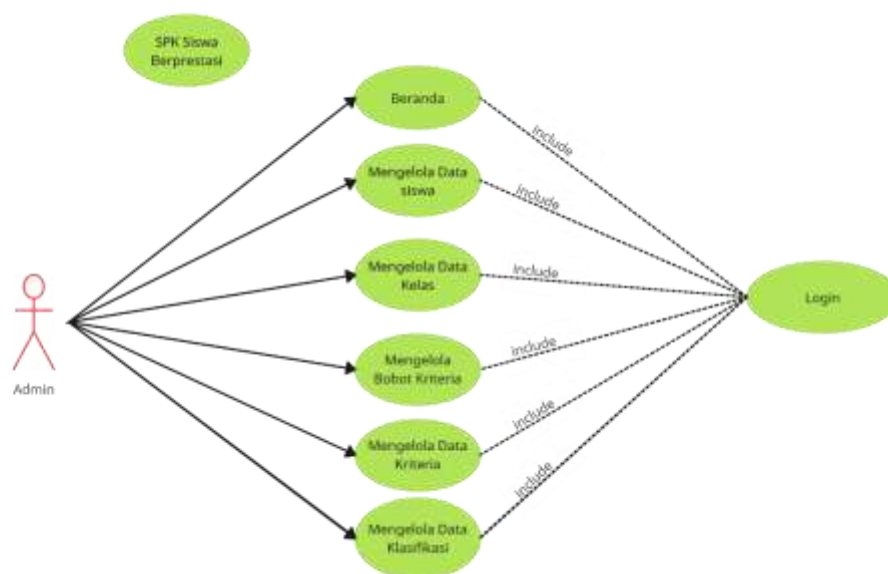 SPK Siswa
Berprestasi
Beranda
include
Mengelola Data
siswa
include
Mengelola Data
Kelas
include
Login
Admin
Mengelola
Bobot Kriteria
include
Mengelola Data
Kriteria
include
Mengelola Data
Klasifikasi
include